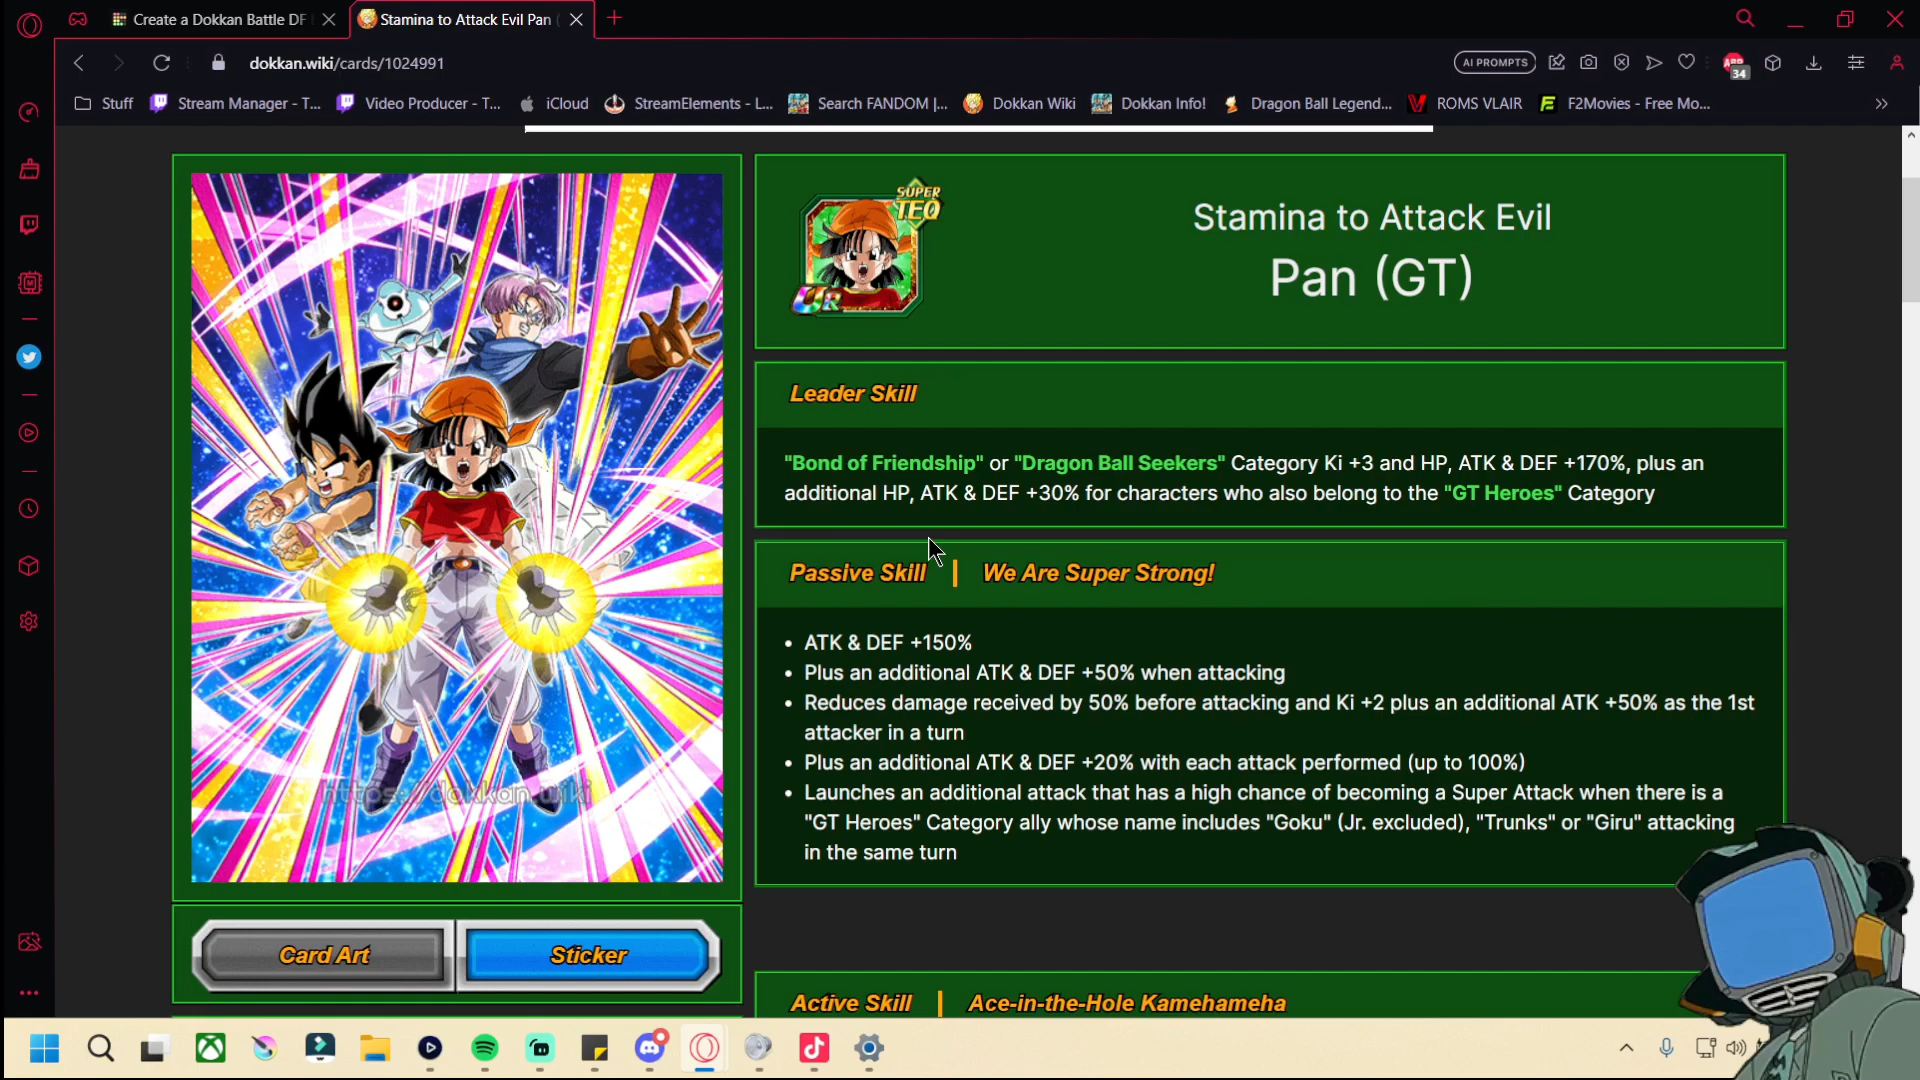 Create a Dokkan Battle DF
Stamina to Attack Evil Pan (
dokkan.wiki/cards/1024991
AI PROMPTS
34
Stuff
Stream Manager - T...
Video Producer - T...
iCloud
StreamElements - L...
Search FANDOM |...
Dokkan Wiki
Dokkan Info!
Dragon Ball Legend...
ROMS VLAIR
F2Movies - Free Mo...
SUPER
TEQ
UR
Stamina to Attack Evil
Pan (GT)
Leader Skill
"Bond of Friendship" or "Dragon Ball Seekers" Category Ki +3 and HP, ATK & DEF +170%, plus an
additional HP, ATK & DEF +30% for characters who also belong to the "GT Heroes" Category
Passive Skill | We Are Super Strong!
• ATK & DEF +150%
• Plus an additional ATK & DEF +50% when attacking
• Reduces damage received by 50% before attacking and Ki +2 plus an additional ATK +50% as the 1st
attacker in a turn
• Plus an additional ATK & DEF +20% with each attack performed (up to 100%)
• Launches an additional attack that has a high chance of becoming a Super Attack when there is a
"GT Heroes" Category ally whose name includes "Goku" (Jr. excluded), "Trunks" or "Giru" attacking
in the same turn
https://dokkan.wiki
Card Art
Sticker
Active Skill | Ace-in-the-Hole Kamehameha